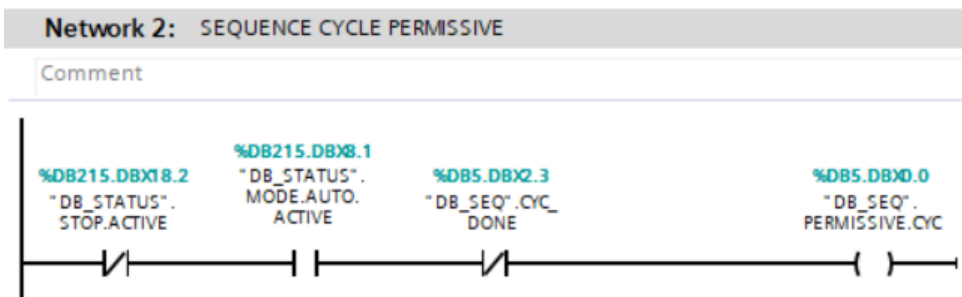 Network 2: SEQUENCE CYCLE PERMISSIVE
Comment
%DB215.DBX18.2
"DB_STATUS".
STOP.ACTIVE
%DB215.DBX8.1
"DB_STATUS".
MODE.AUTO.
ACTIVE
%DB5.DBX2.3
"DB_SEQ".CYC_
DONE
%DB5.DBX0.0
"DB_SEQ".
PERMISSIVE.CYC